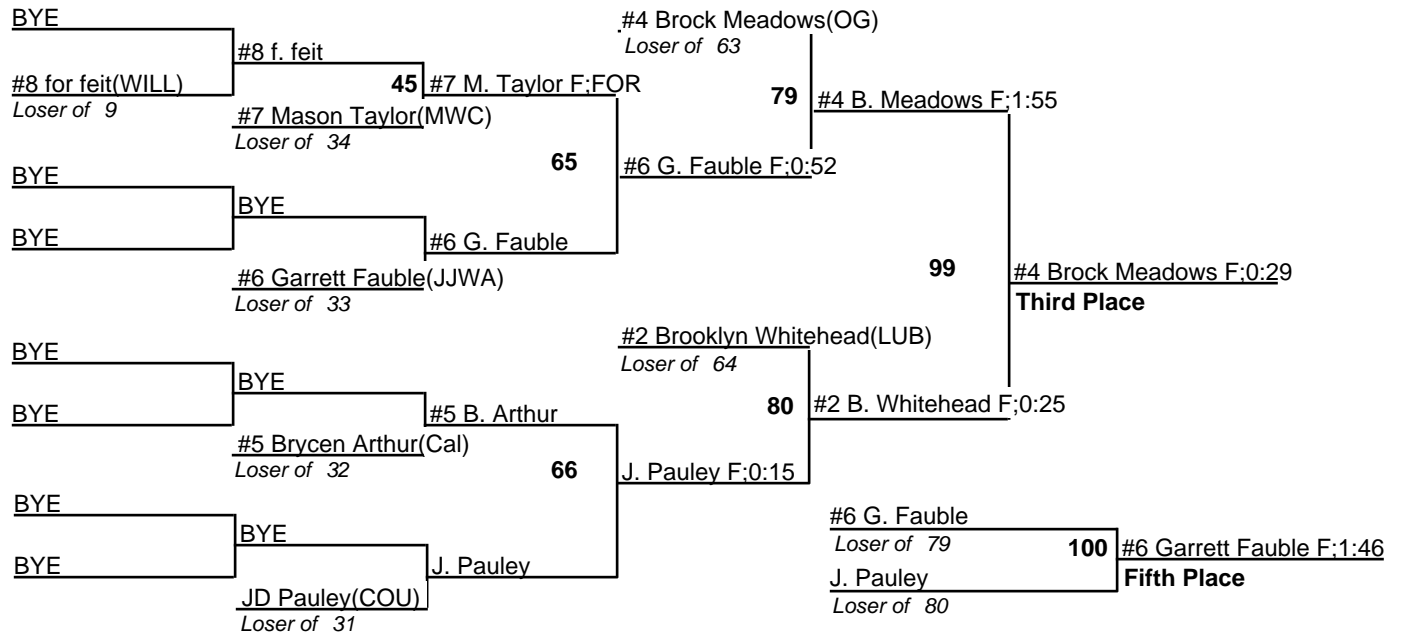 BYE
#8 for feit(WILL)
Loser of 9
#8 f. feit
45
#7 Mason Taylor(MWC)
Loser of 34
#7 M. Taylor F;FOR
BYE
BYE
BYE
#6 Garrett Fauble(JJWA)
Loser of 33
#6 G. Fauble
65
#6 G. Fauble F;0:52
#4 Brock Meadows(OG)
Loser of 63
79
#4 B. Meadows F;1:55
BYE
BYE
BYE
#5 Brycen Arthur(Cal)
Loser of 32
#5 B. Arthur
BYE
BYE
BYE
JD Pauley(COU)
Loser of 31
J. Pauley
66
J. Pauley F;0:15
#2 Brooklyn Whitehead(LUB)
Loser of 64
80
#2 B. Whitehead F;0:25
99
#4 Brock Meadows F;0:29
Third Place
#6 G. Fauble
Loser of 79
J. Pauley
Loser of 80
100
#6 Garrett Fauble F;1:46
Fifth Place